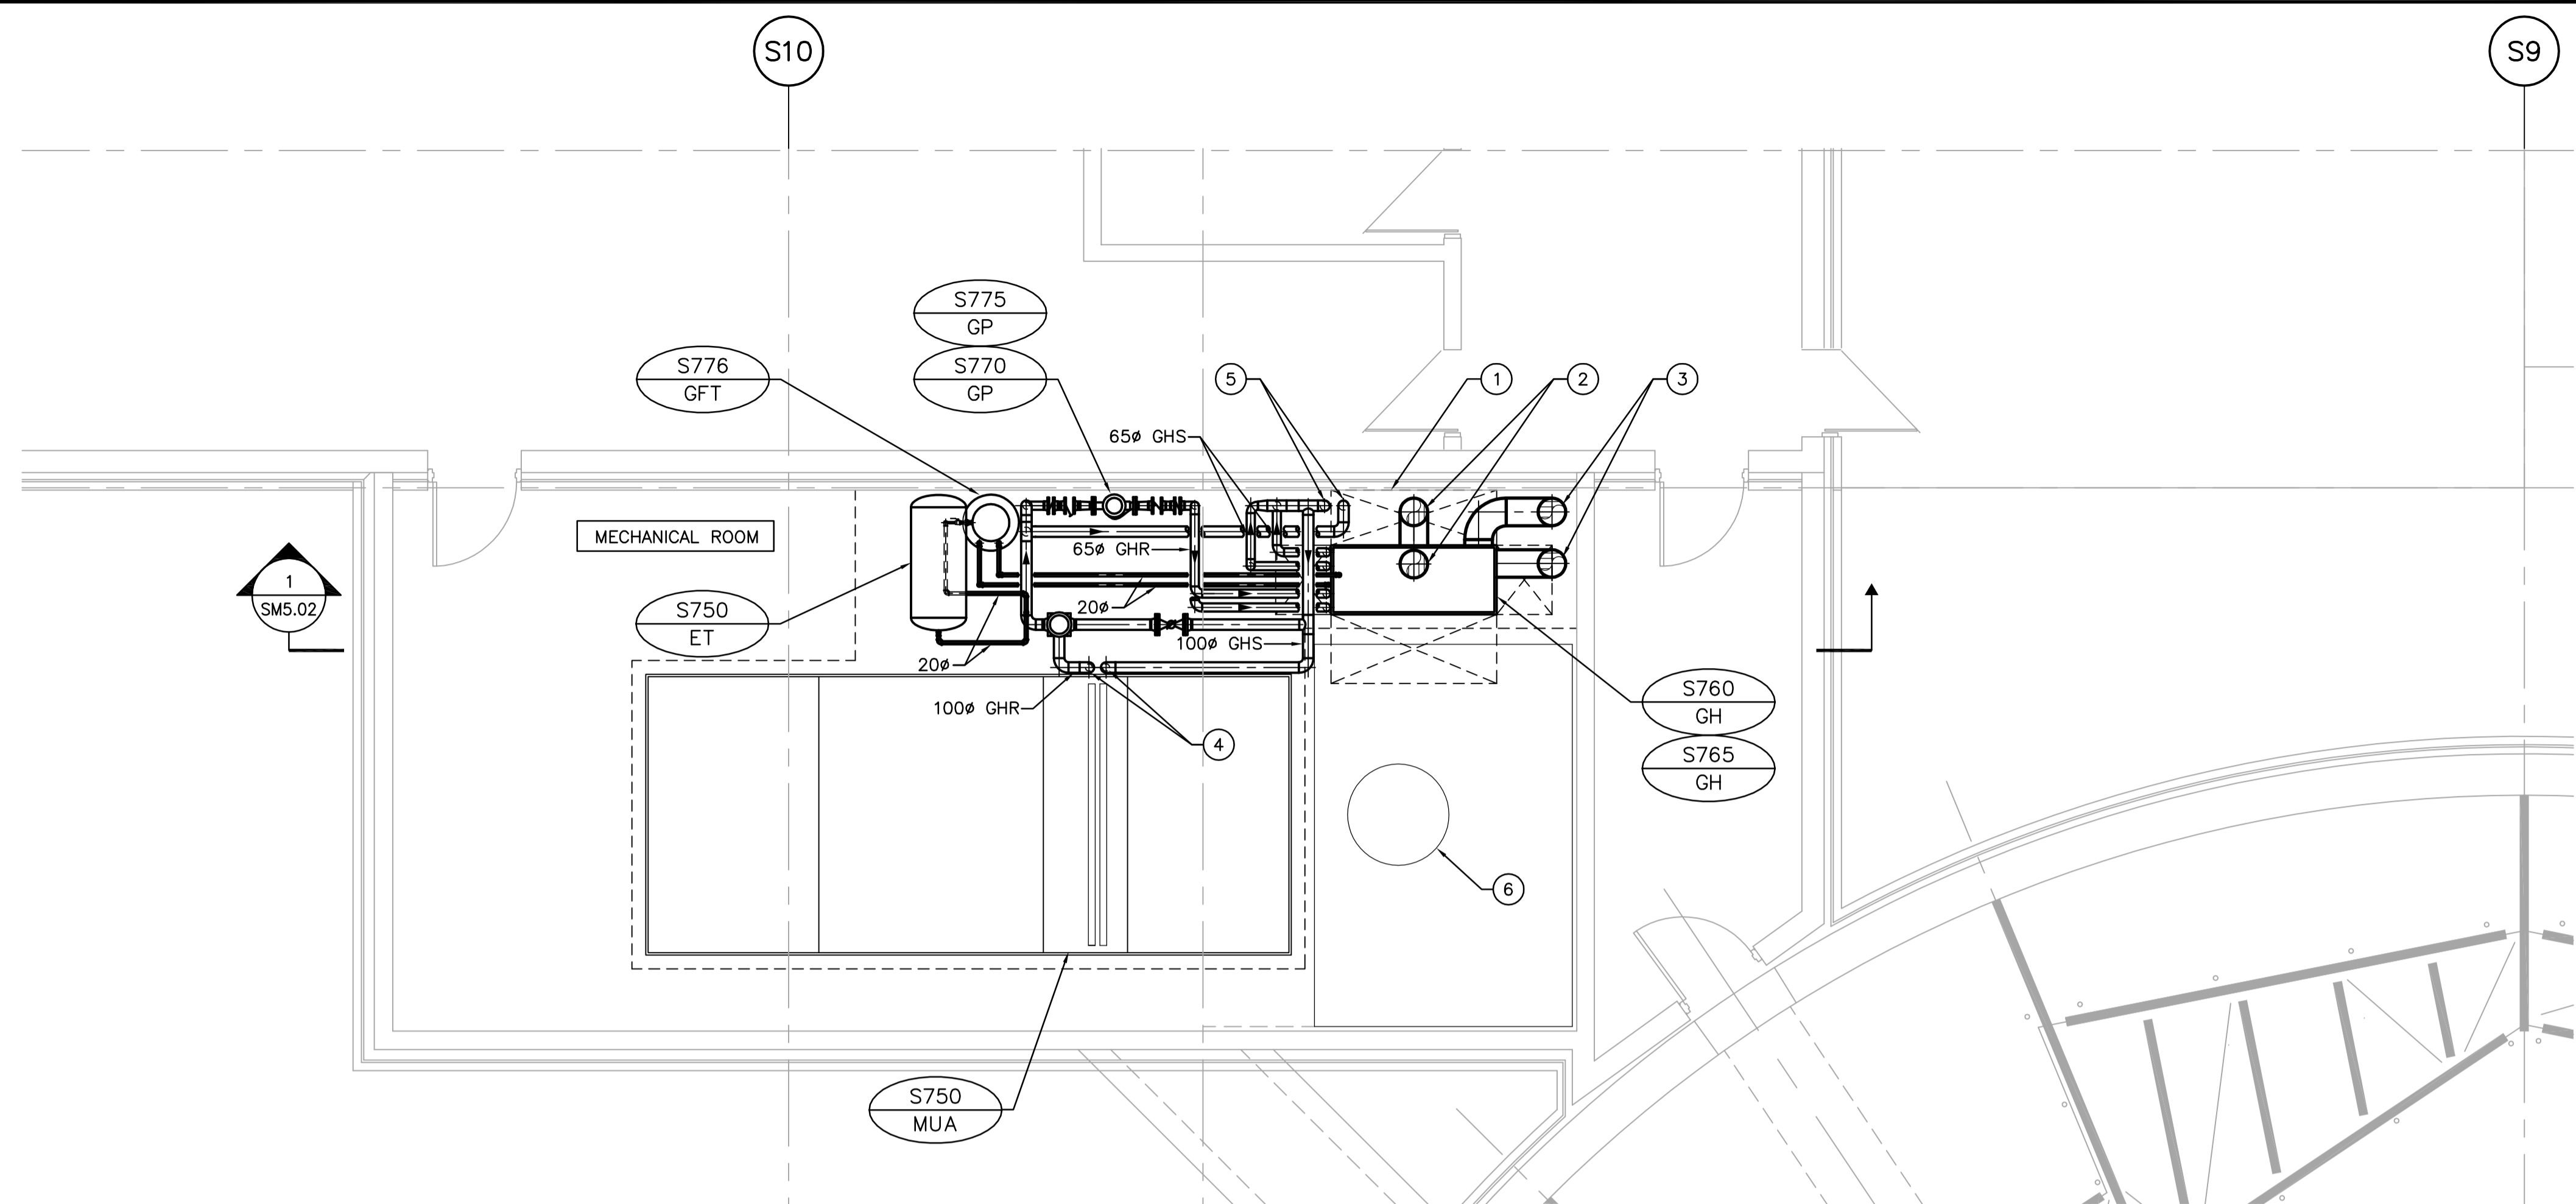 S10
S9
S775
GP
S776
GFT
S770
GP
5
1
2
3
65ø GHS
MECHANICAL ROOM
65ø GHR
1
SM5.02
S750
ET
20ø
100ø GHS
20ø
100ø GHR
S760
GH
4
S765
GH
6
S750
MUA